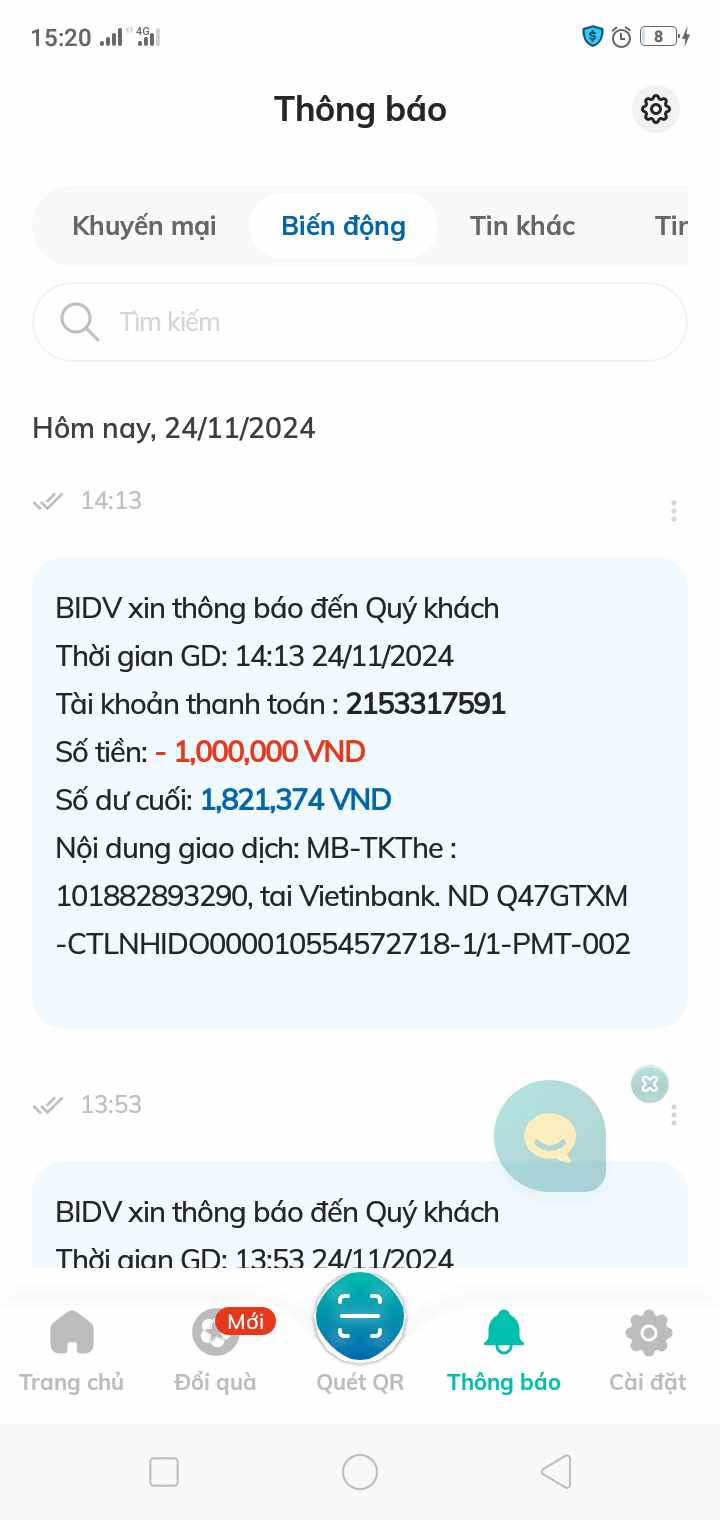 15:20
4G
8
Thông báo
Khuyến mại
Biến động
Tin khác
Tin
Tìm kiếm
Hôm nay, 24/11/2024
14:13
BIDV xin thông báo đến Quý khách
Thời gian GD: 14:13 24/11/2024
Tài khoản thanh toán : 2153317591
Số tiền: - 1,000,000 VND
Số dư cuối: 1,821,374 VND
Nội dung giao dịch: MB-TKThe :
101882893290, tai Vietinbank. ND Q47GTXM
-CTLNHIDO000010554572718-1/1-PMT-002
13:53
BIDV xin thông báo đến Quý khách
Thời gian GD: 13:53 24/11/2024
Mới
Trang chủ
Đổi quà
Quét QR
Thông báo
Cài đặt